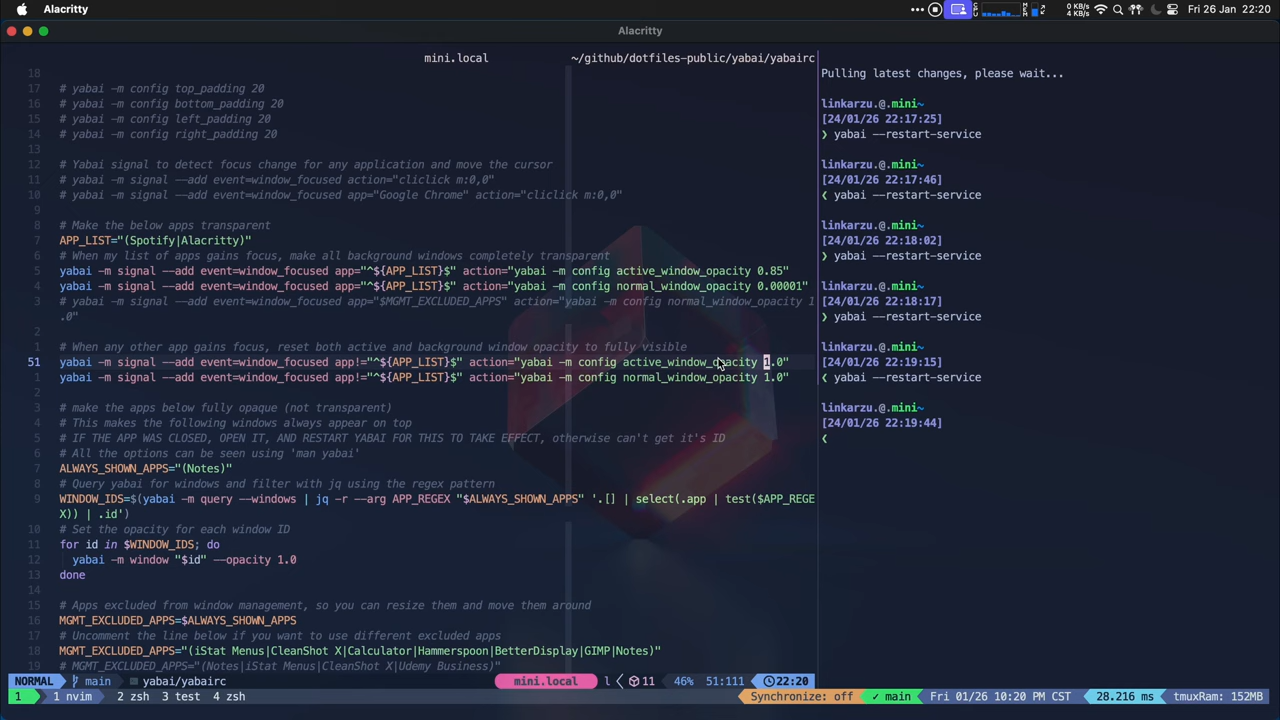 Alacritty
0 KB/s
4 KB/s
Fri 26 Jan 22:20
Alacritty
mini.local ~/github/dotfiles-public/yabai/yabairc
18
17 # yabai -m config top_padding 20
16 # yabai -m config bottom_padding 20
15 # yabai -m config left_padding 20
14 # yabai -m config right_padding 20
13
12 # Yabai signal to detect focus change for any application and move the cursor
11 # yabai -m signal --add event=window_focused action="cliclick m:0,0"
10 # yabai -m signal --add event=window_focused app="Google Chrome" action="cliclick m:0,0"
9
8 # Make the below apps transparent
7 APP_LIST="(Spotify|Alacritty)"
6 # When my list of apps gains focus, make all background windows completely transparent
5 yabai -m signal --add event=window_focused app="^${APP_LIST}$" action="yabai -m config active_window_opacity 0.85"
4 yabai -m signal --add event=window_focused app="^${APP_LIST}$" action="yabai -m config normal_window_opacity 0.00001"
3 # yabai -m signal --add event=window_focused app="$MGMT_EXCLUDED_APPS" action="yabai -m config normal_window_opacity 1
.0"
2
1 # When any other app gains focus, reset both active and background window opacity to fully visible
51 yabai -m signal --add event=window_focused app!="^${APP_LIST}$" action="yabai -m config active_window_opacity 1.0"
1 yabai -m signal --add event=window_focused app!="^${APP_LIST}$" action="yabai -m config normal_window_opacity 1.0"
2
3 # make the apps below fully opaque (not transparent)
4 # This makes the following windows always appear on top
5 # IF THE APP WAS CLOSED, OPEN IT, AND RESTART YABAI FOR THIS TO TAKE EFFECT, otherwise can't get it's ID
6 # All the options can be seen using 'man yabai'
7 ALWAYS_SHOWN_APPS="(Notes)"
8 # Query yabai for windows and filter with jq using the regex pattern
9 WINDOW_IDS=$(yabai -m query --windows | jq -r --arg APP_REGEX "$ALWAYS_SHOWN_APPS" '.[] | select(.app | test($APP_REGE
X)) | .id')
10 # Set the opacity for each window ID
11 for id in $WINDOW_IDS; do
12 yabai -m window "$id" --opacity 1.0
13 done
14
15 # Apps excluded from window management, so you can resize them and move them around
16 MGMT_EXCLUDED_APPS=$ALWAYS_SHOWN_APPS
17 # Uncomment the line below if you want to use different excluded apps
18 MGMT_EXCLUDED_APPS="(iStat Menus|CleanShot X|Calculator|Hammerspoon|BetterDisplay|GIMP|Notes)"
19 # MGMT_EXCLUDED_APPS="(Notes|iStat Menus|CleanShot X|Udemy Business)"
NORMAL main yabai/yabairc mini.local l 11 46% 51:111 22:20
Pulling latest changes, please wait...
linkarzu.@.mini~
[24/01/26 22:17:25]
❯ yabai --restart-service
linkarzu.@.mini~
[24/01/26 22:17:46]
❮ yabai --restart-service
linkarzu.@.mini~
[24/01/26 22:18:02]
❯ yabai --restart-service
linkarzu.@.mini~
[24/01/26 22:18:17]
❯ yabai --restart-service
linkarzu.@.mini~
[24/01/26 22:19:15]
❮ yabai --restart-service
linkarzu.@.mini~
[24/01/26 22:19:44]
❮
1 1 nvim 2 zsh 3 test 4 zsh Synchronize: off ✓ main Fri 01/26 10:20 PM CST 28.216 ms tmuxRam: 152MB